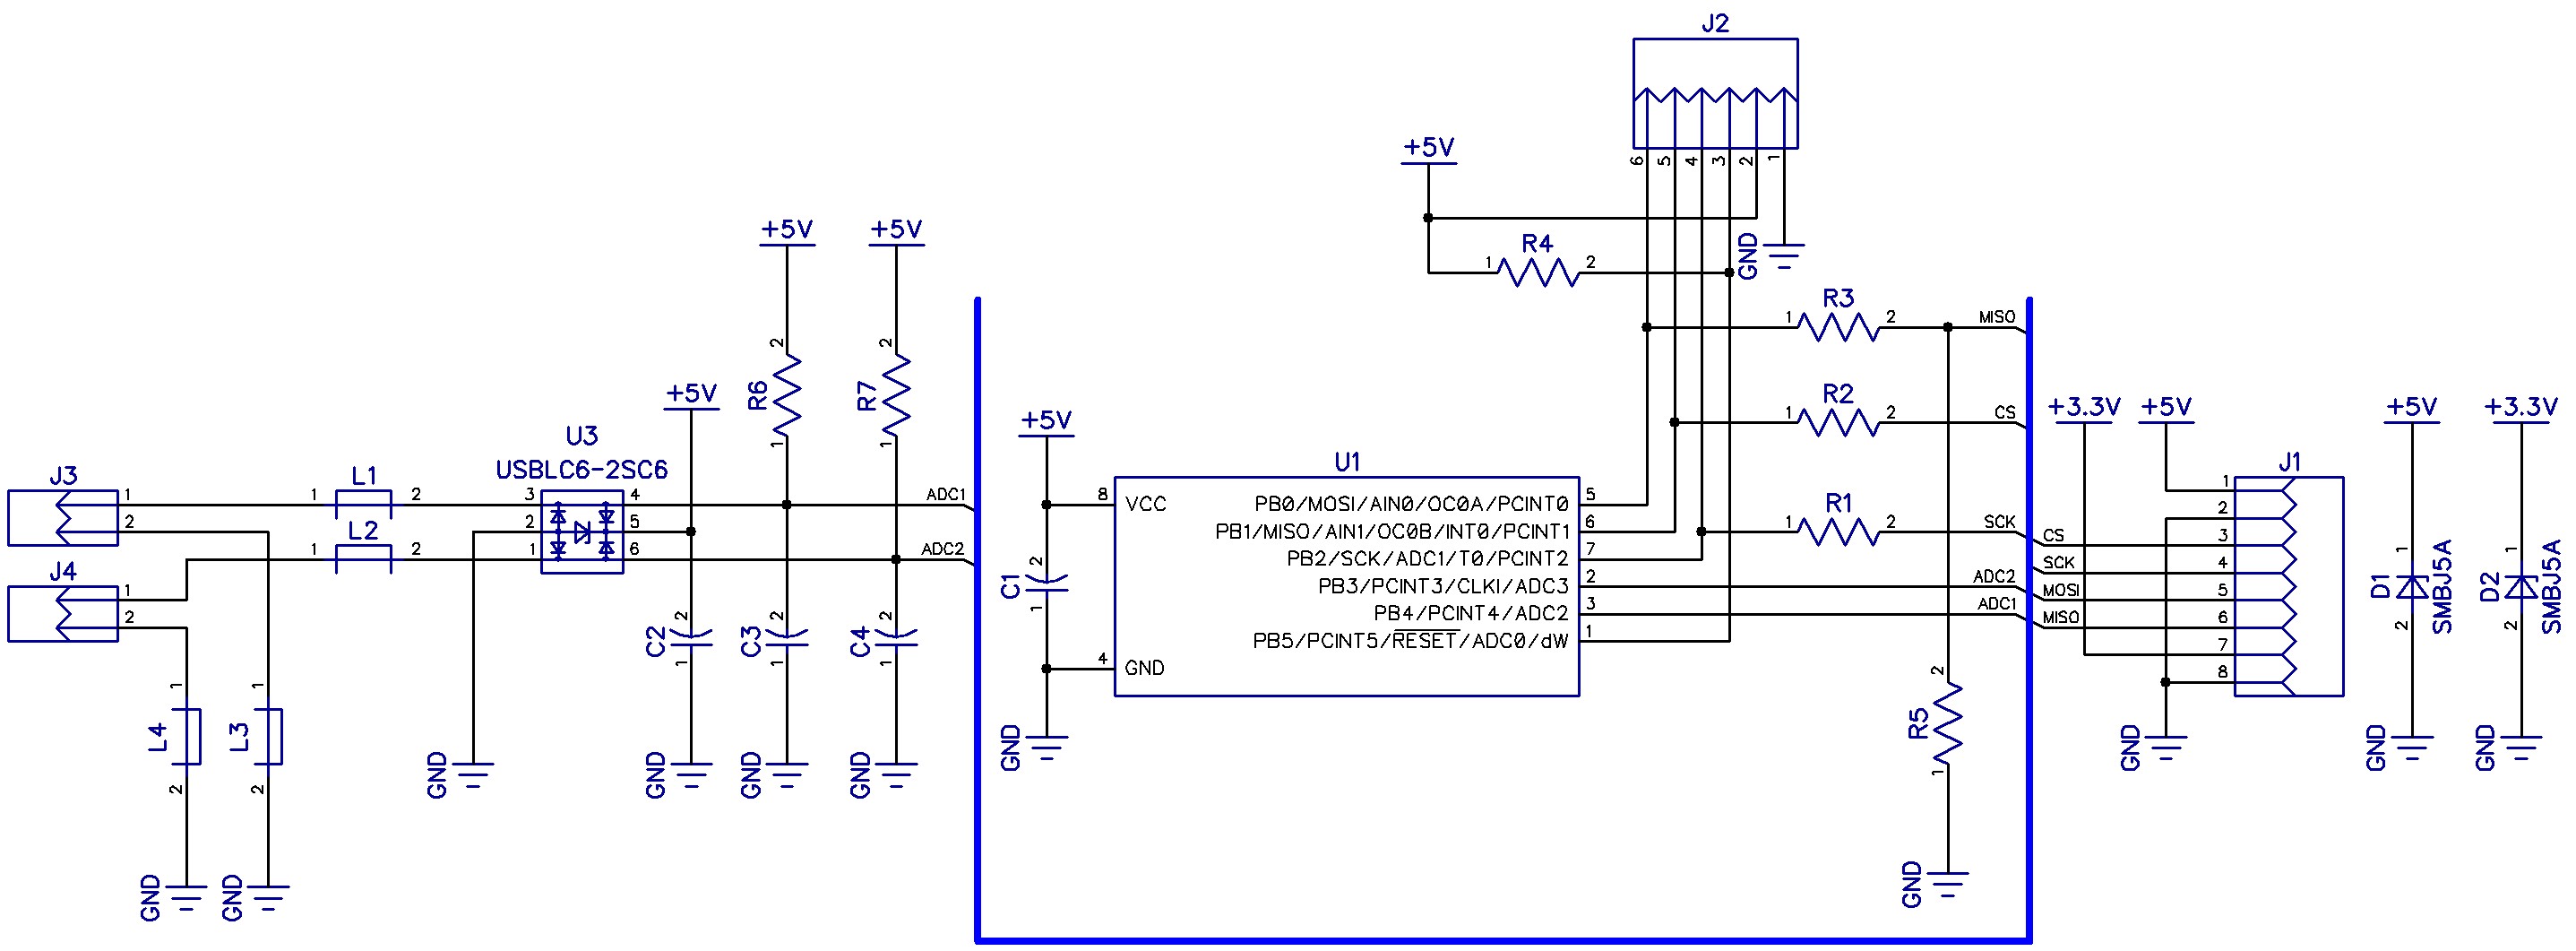 J2
6 5 4 3 2 1
+5V
R4
1 2
GND
+5V +5V
2 2
R6 R7
1 1
R3
1 2 MISO
R2
1 2 CS
R1
1 2 SCK
+5V
U3
USBLC6-2SC6
J3
1
2
L1
1 2
L2
1 2
3 4
2 5
1 6
ADC1
ADC2
J4
1
2
1 1
L4 L3
2 2
GND GND
GND
2 2 2
C2 C3 C4
1 1 1
GND GND GND
+5V
2
C1
1
GND
U1
8 VCC
4 GND
PB0/MOSI/AIN0/OC0A/PCINT0 5
PB1/MISO/AIN1/OC0B/INT0/PCINT1 6
PB2/SCK/ADC1/T0/PCINT2 7
PB3/PCINT3/CLKI/ADC3 2
PB4/PCINT4/ADC2 3
PB5/PCINT5/RESET/ADC0/dW 1
ADC2
ADC1
2
R5
1
GND
+3.3V +5V
J1
1
2
CS 3
SCK 4
MOSI 5
MISO 6
7
8
GND
+5V
1
D1
SMBJ5A
2
GND
+3.3V
1
D2
SMBJ5A
2
GND